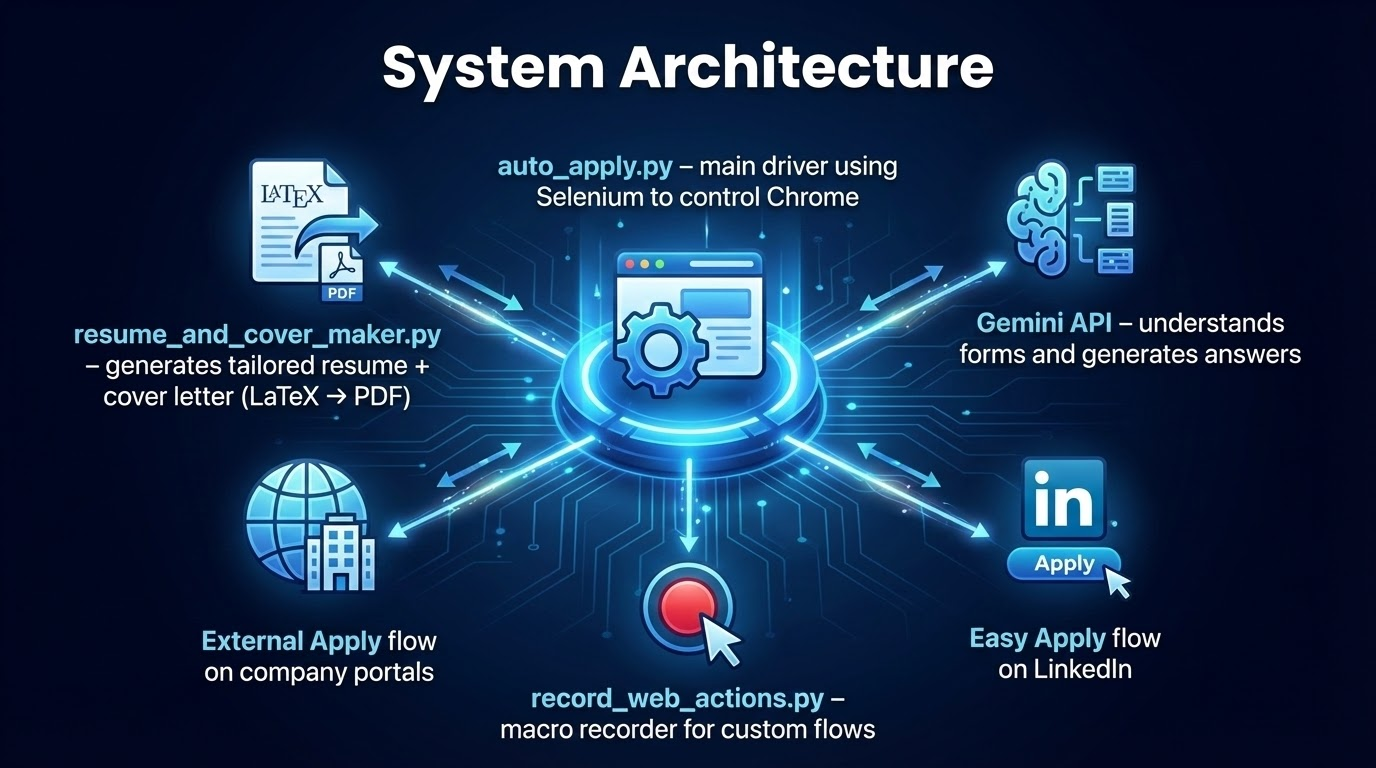 System Architecture
auto_apply.py – main driver using
Selenium to control Chrome
LATEX
PDF
resume_and_cover_maker.py
– generates tailored resume +
cover letter (LaTeX → PDF)
Gemini API – understands
forms and generates answers
External Apply flow
on company portals
in
Apply
Easy Apply flow
on LinkedIn
record_web_actions.py –
macro recorder for custom flows